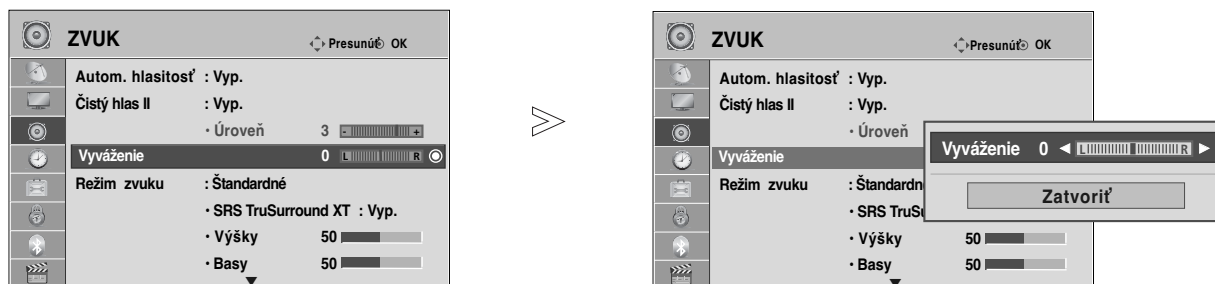 ZVUK Presunúť OK
Autom. hlasitosť : Vyp.
Čistý hlas II : Vyp.
• Úroveň 3 - +
Vyváženie 0 L R
Režim zvuku : Štandardné
• SRS TruSurround XT : Vyp.
• Výšky 50
• Basy 50
ZVUK Presunúť OK
Autom. hlasitosť : Vyp.
Čistý hlas II : Vyp.
• Úroveň
Vyváženie
Režim zvuku : Štandardn
• SRS TruSu
• Výšky 50
• Basy 50
Vyváženie 0 L R
Zatvoriť